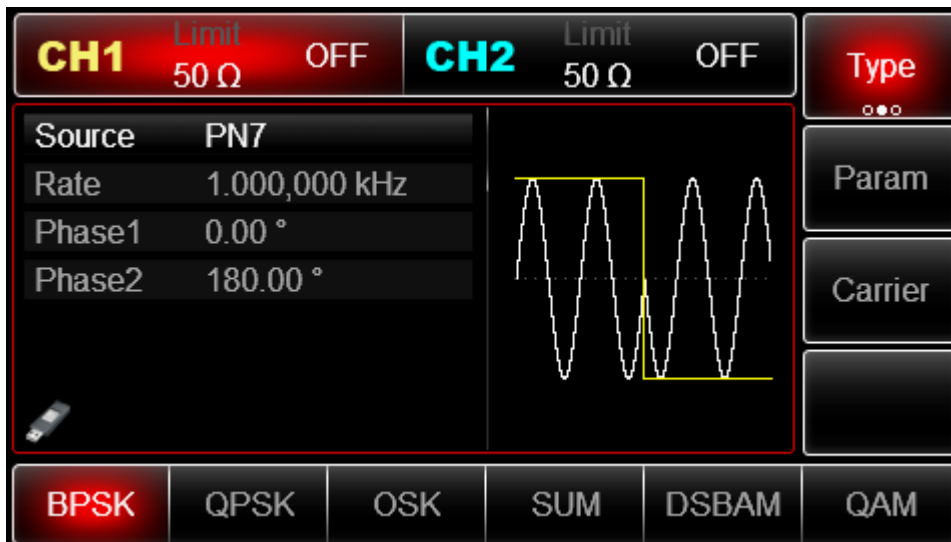 CH1 Limit 50 Ω OFF
CH2 Limit 50 Ω OFF
Type
Source PN7
Rate 1.000,000 kHz
Phase1 0.00 °
Phase2 180.00 °
Param
Carrier
BPSK QPSK OSK SUM DSBAM QAM